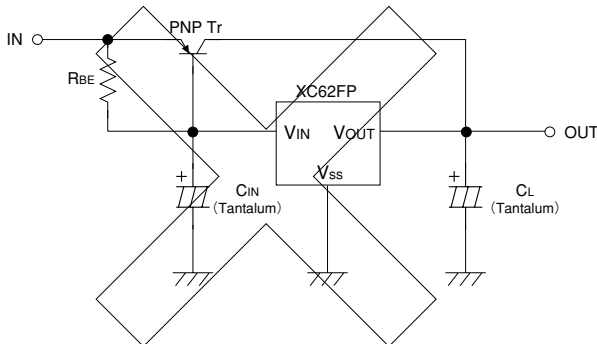 PNP Tr
IN
RBE
XC62FP
VIN VOUT
OUT
VSS
+ CIN
(Tantalum)
+ CL
(Tantalum)